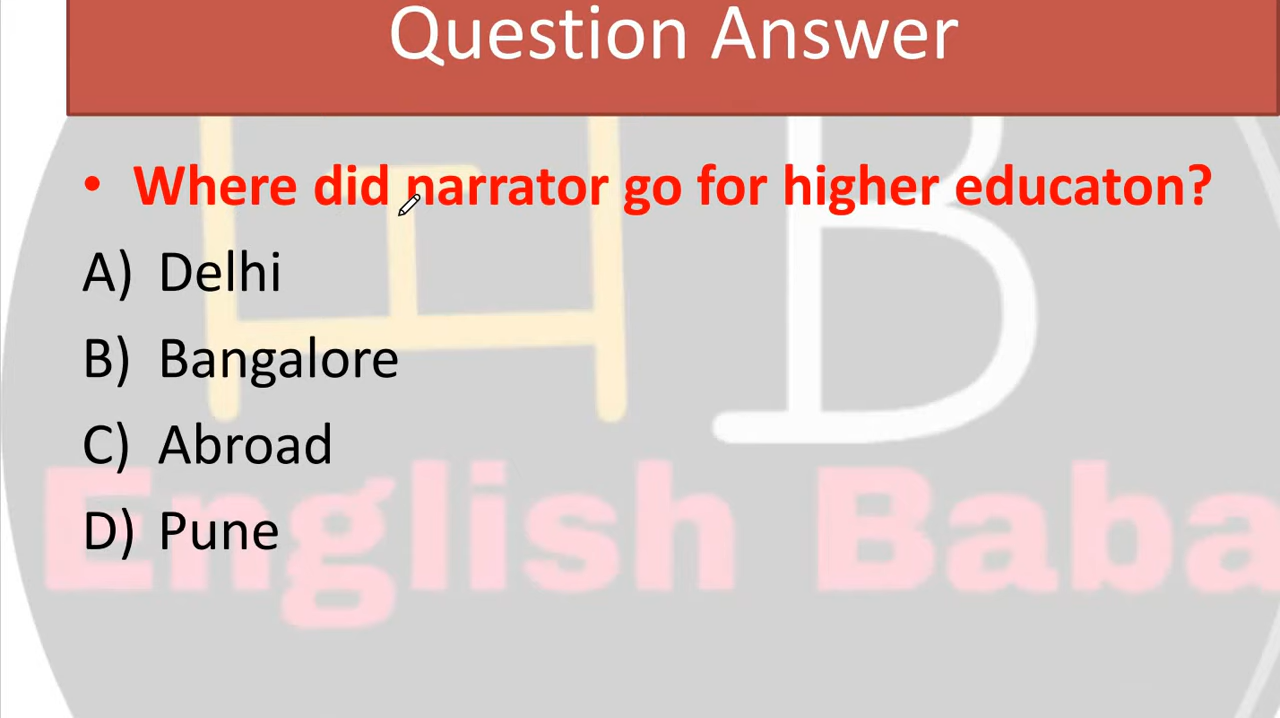 Question Answer
• Where did narrator go for higher educaton?
A) Delhi
B) Bangalore
C) Abroad
D) Pune
English Baba